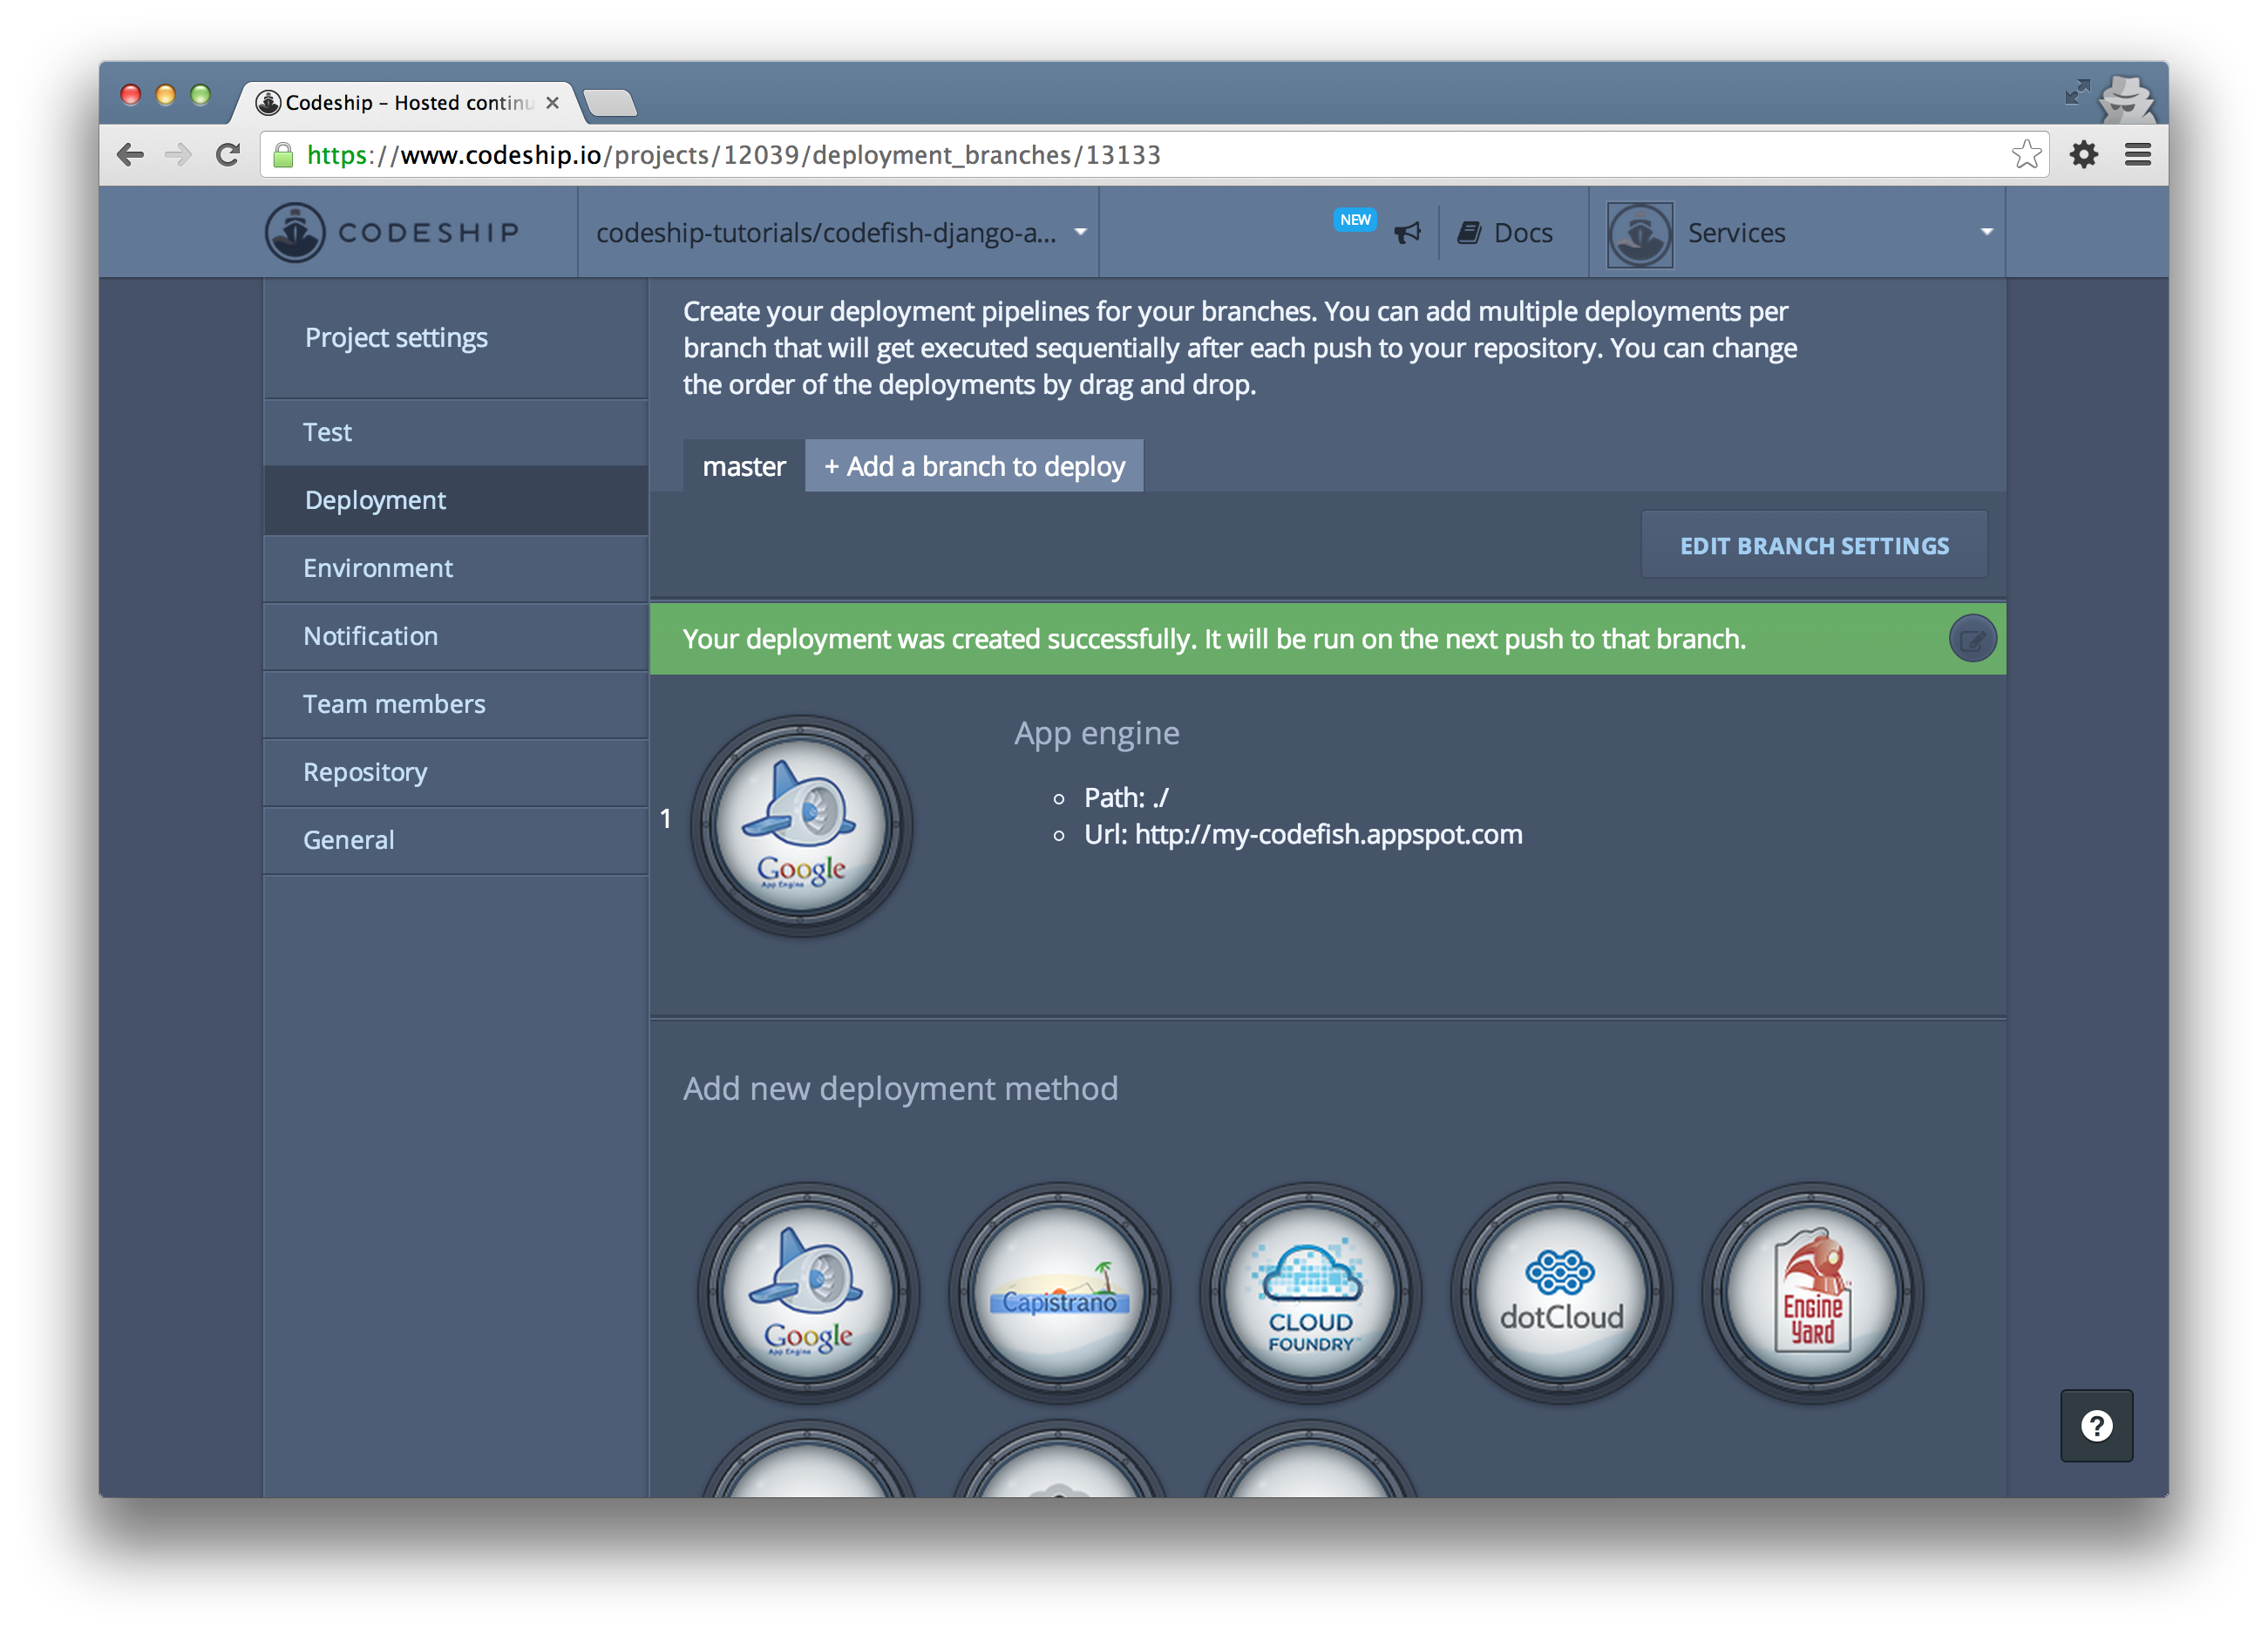 Codeship – Hosted continu
https://www.codeship.io/projects/12039/deployment_branches/13133
CODESHIP
codeship-tutorials/codefish-django-a...
NEW
Docs
Services
Project settings
Test
Deployment
Environment
Notification
Team members
Repository
General
Create your deployment pipelines for your branches. You can add multiple deployments per
branch that will get executed sequentially after each push to your repository. You can change
the order of the deployments by drag and drop.
master
+ Add a branch to deploy
EDIT BRANCH SETTINGS
Your deployment was created successfully. It will be run on the next push to that branch.
1
Google
App Engine
App engine
Path: ./
Url: http://my-codefish.appspot.com
Add new deployment method
Google
App Engine
Capistrano
CLOUD
FOUNDRY
dotCloud
Engine
Yard
?